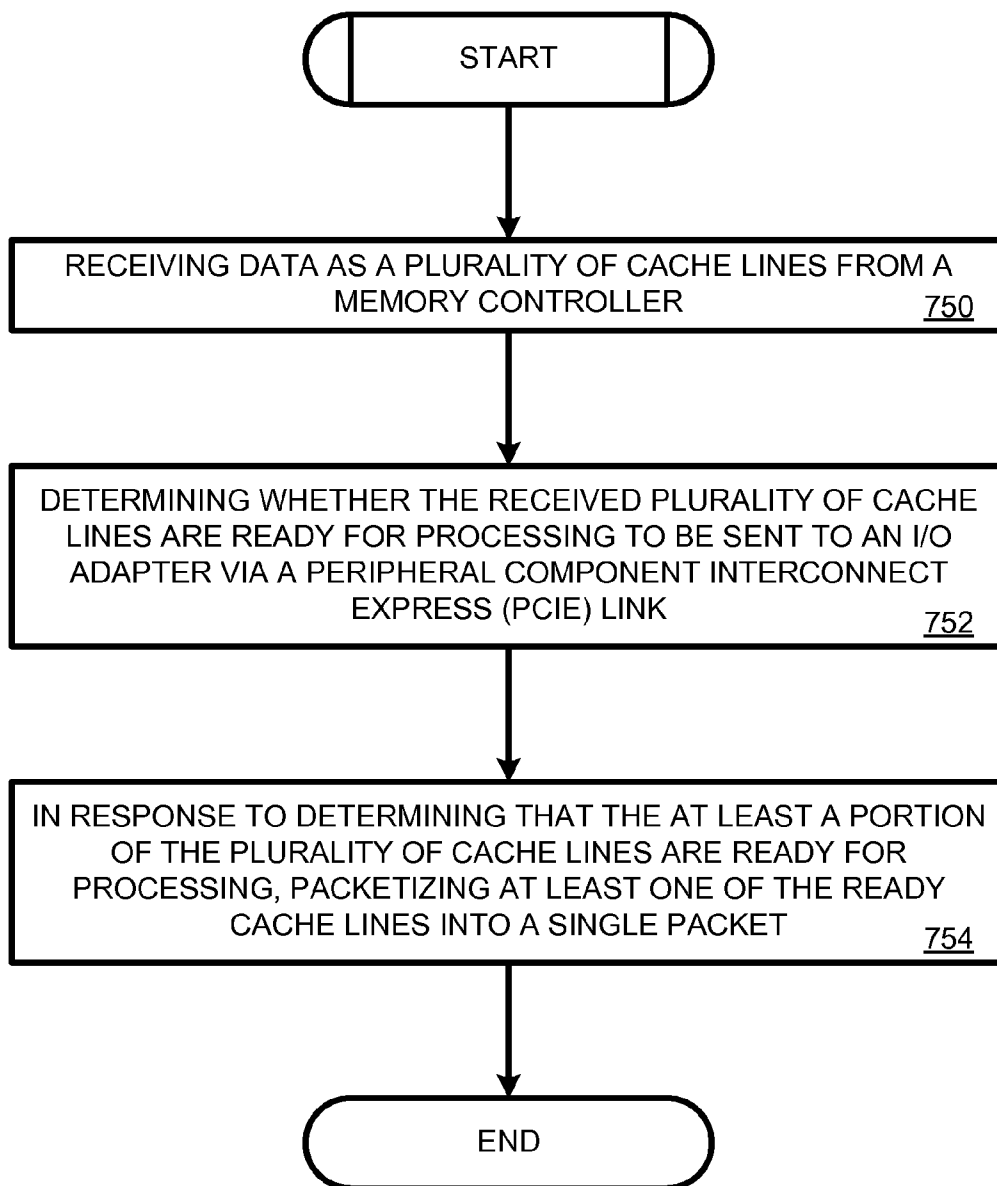 START
RECEIVING DATA AS A PLURALITY OF CACHE LINES FROM A
MEMORY CONTROLLER
750
DETERMINING WHETHER THE RECEIVED PLURALITY OF CACHE
LINES ARE READY FOR PROCESSING TO BE SENT TO AN I/O
ADAPTER VIA A PERIPHERAL COMPONENT INTERCONNECT
EXPRESS (PCIE) LINK
752
IN RESPONSE TO DETERMINING THAT THE AT LEAST A PORTION
OF THE PLURALITY OF CACHE LINES ARE READY FOR
PROCESSING, PACKETIZING AT LEAST ONE OF THE READY
CACHE LINES INTO A SINGLE PACKET
754
END